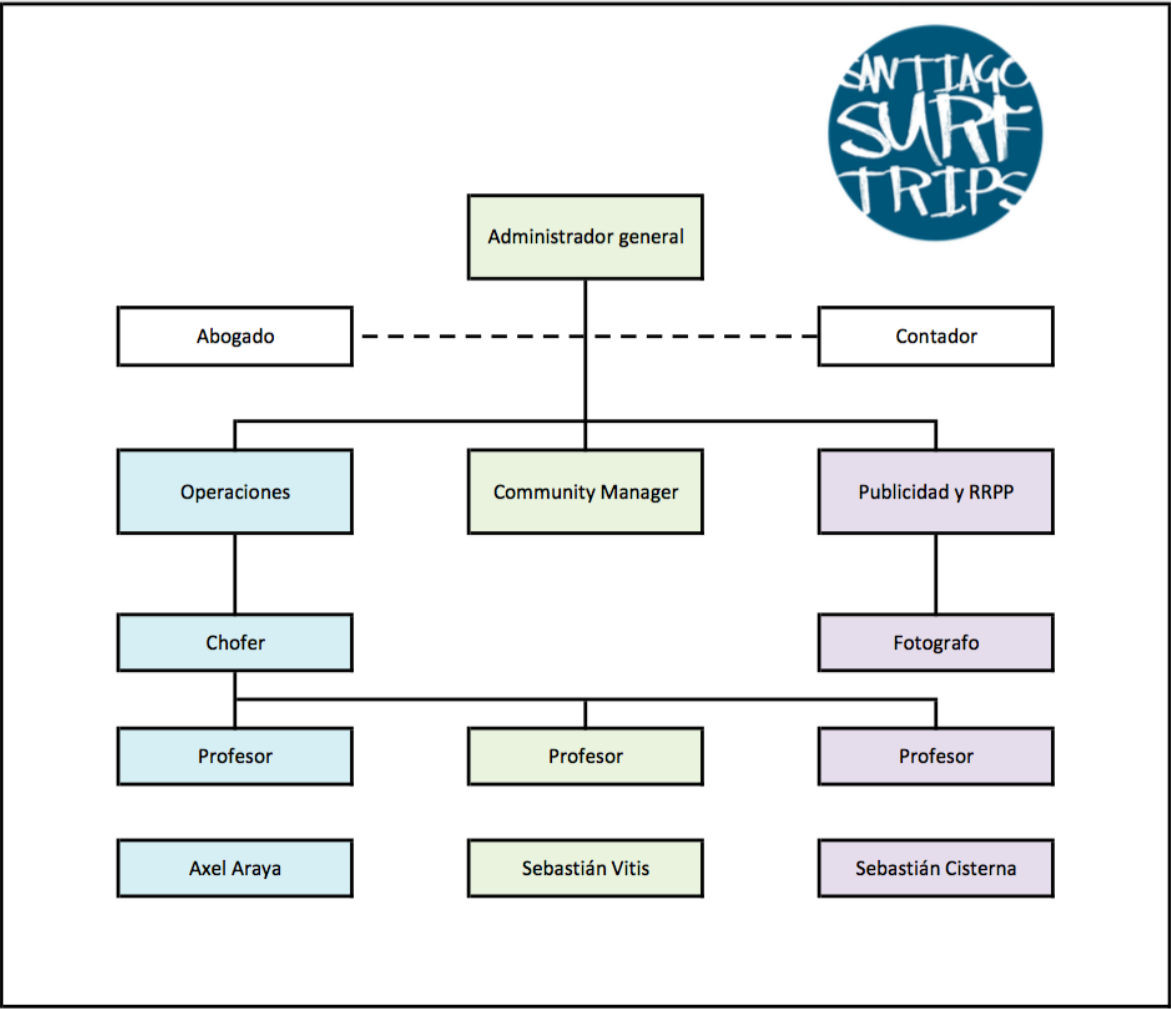 SANTIAGO
SURF
TRIPS
Administrador general
Abogado
Contador
Operaciones
Community Manager
Publicidad y RRPP
Chofer
Fotografo
Profesor
Profesor
Profesor
Axel Araya
Sebastián Vitis
Sebastián Cisterna